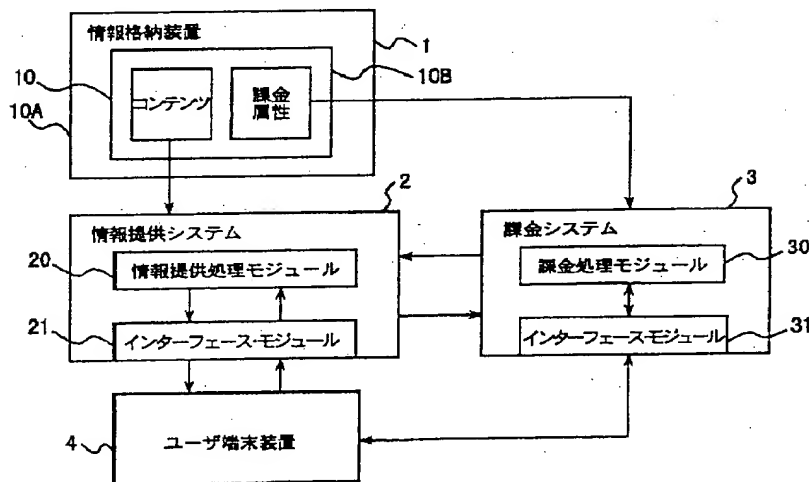 情報格納装置
1
10
10B
10A
コンテンツ
課金
属性
2
3
情報提供システム
課金システム
20
情報提供処理モジュール
課金処理モジュール
30
21
インターフェース・モジュール
インターフェースモジュール
31
4
ユーザ端末装置